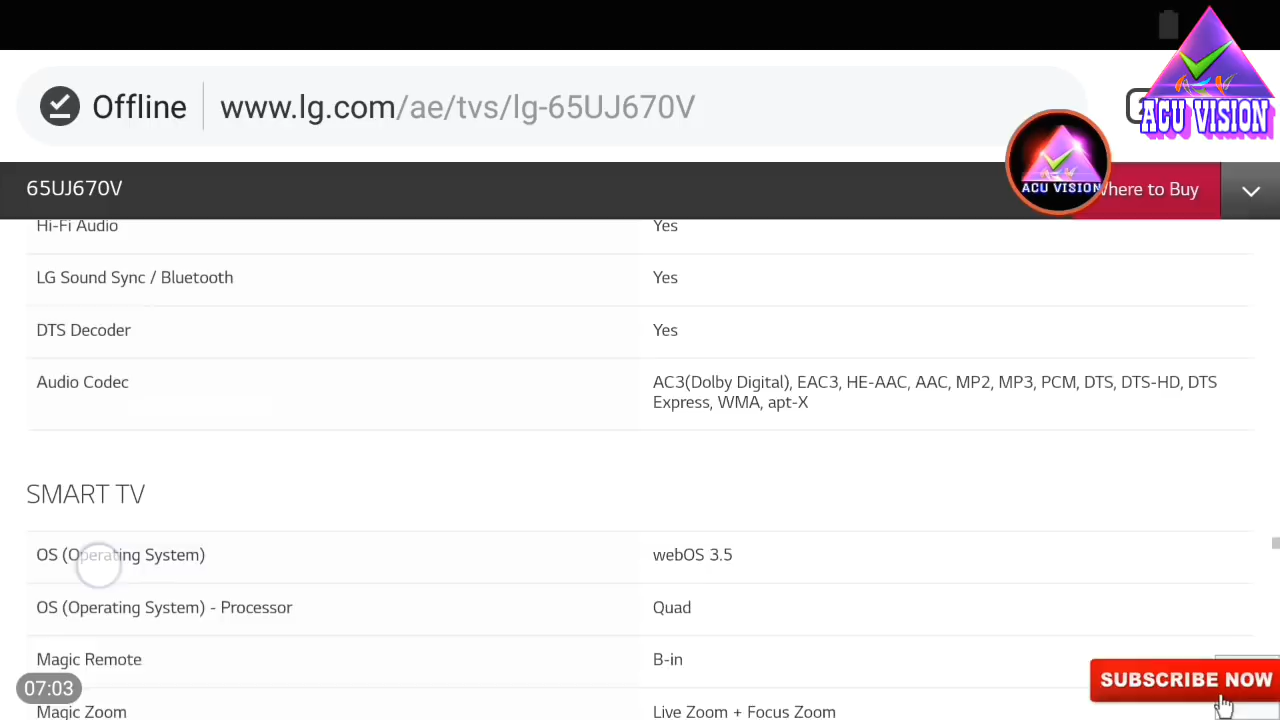 ACU VISION
Offline www.lg.com/ae/tvs/lg-65UJ670V
ACU VISION
65UJ670V
Where to Buy
Hi-Fi Audio Yes
LG Sound Sync / Bluetooth Yes
DTS Decoder Yes
Audio Codec AC3(Dolby Digital), EAC3, HE-AAC, AAC, MP2, MP3, PCM, DTS, DTS-HD, DTS
Express, WMA, apt-X
SMART TV
OS (Operating System) webOS 3.5
OS (Operating System) - Processor Quad
Magic Remote B-in
SUBSCRIBE NOW
07:03
Magic Zoom Live Zoom + Focus Zoom